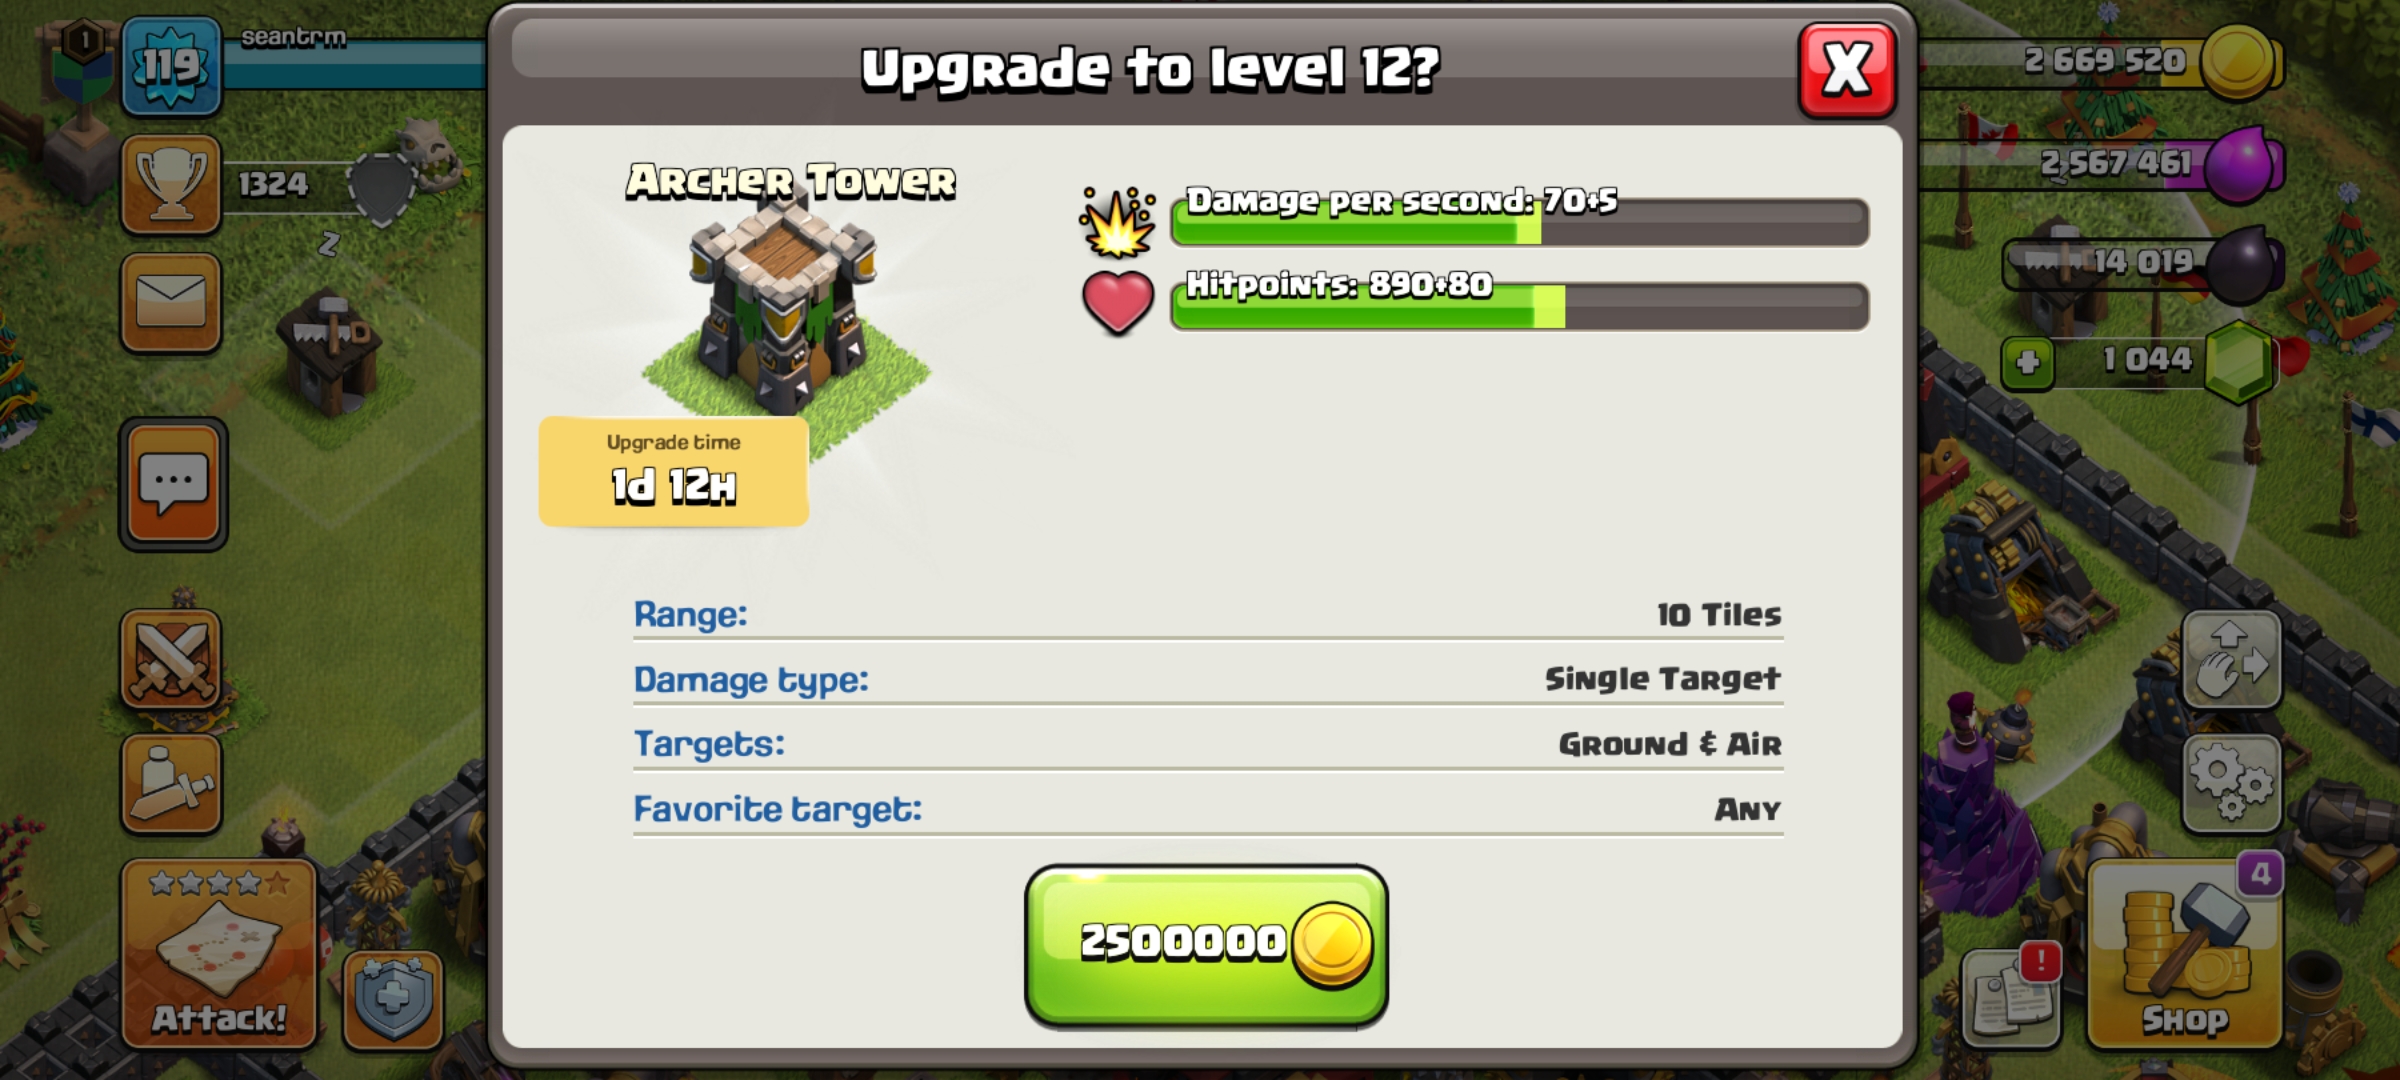 1
119
seantrm
Upgrade to level 12?
X
2 669 520
1324
Archer Tower
Damage per second: 70+5
2 567 461
Z
Hitpoints: 890+80
14 019
1 044
Upgrade time
1d 12H
Range: 10 Tiles
Damage type: Single Target
Targets: Ground & Air
Favorite target: Any
4
!
2500000
Attack!
Shop